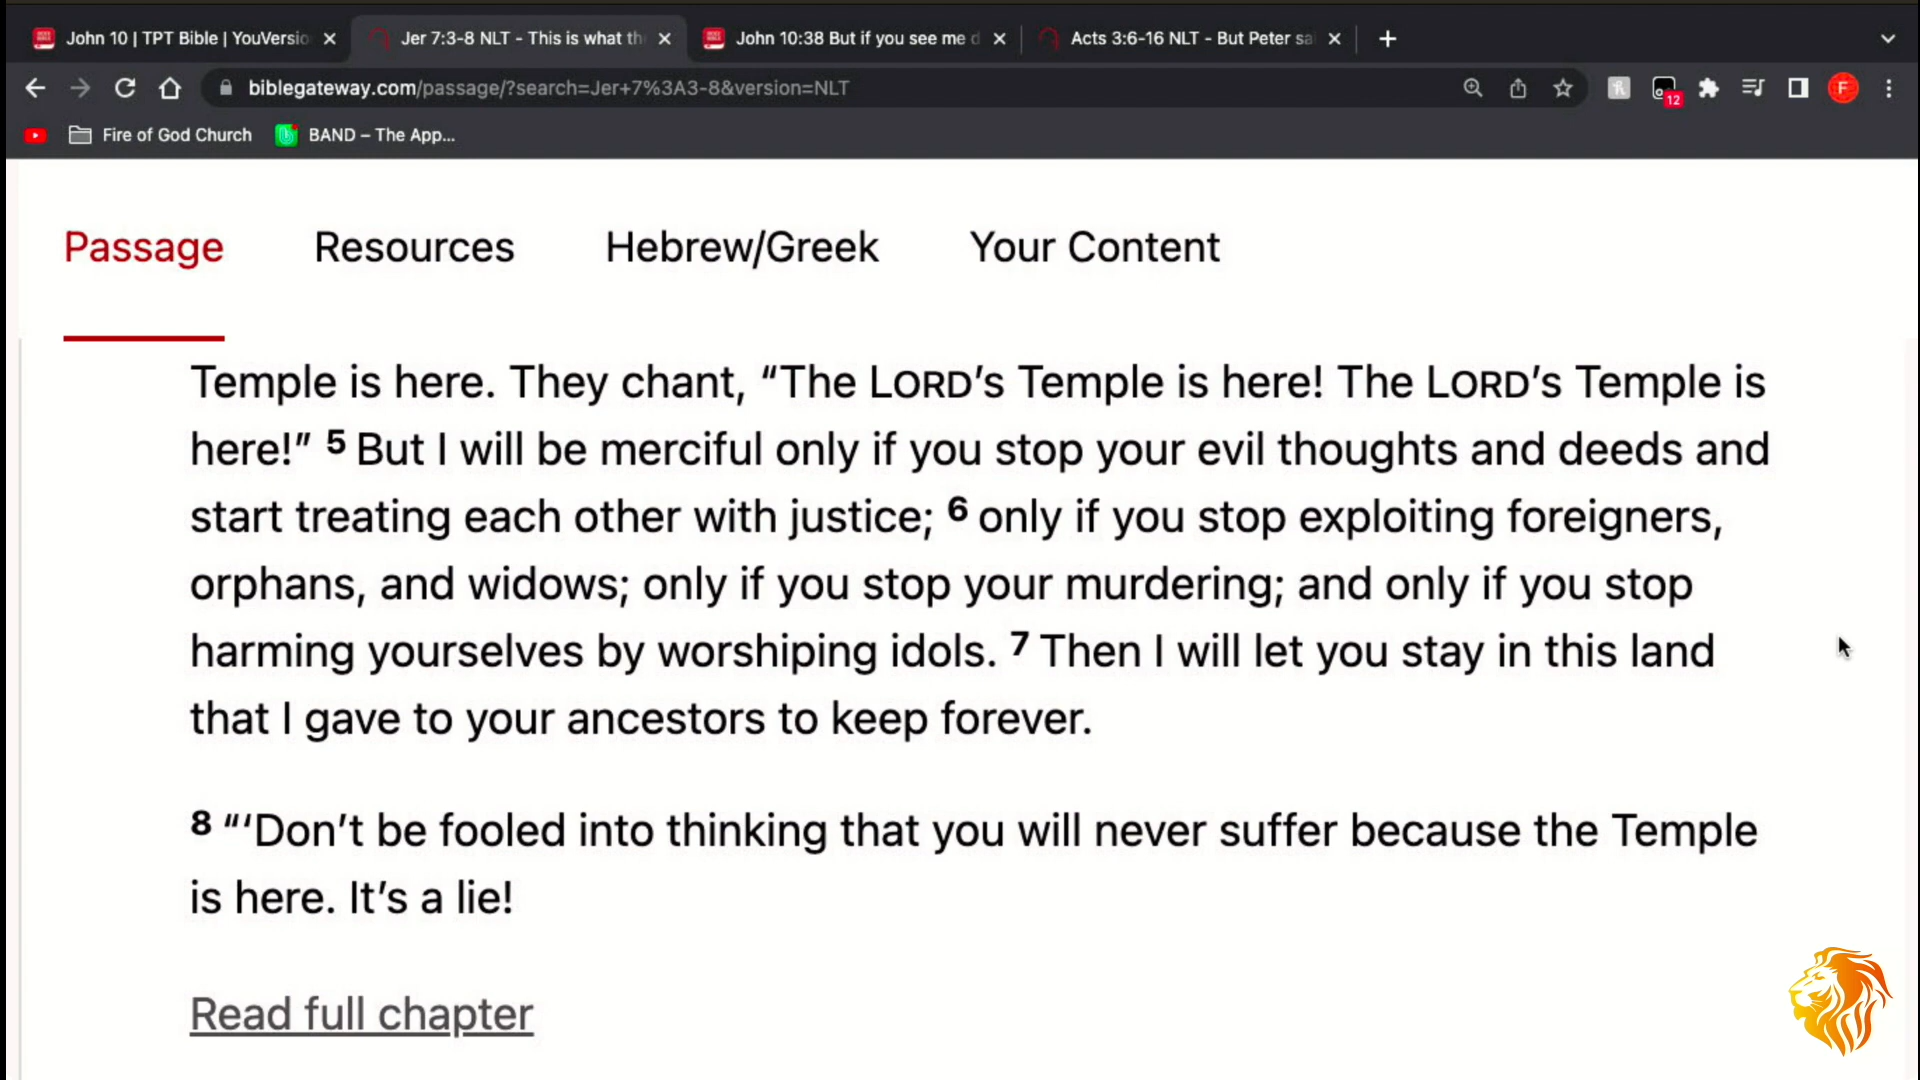 John 10 | TPT Bible | YouVersio
Jer 7:3-8 NLT - This is what th
John 10:38 But if you see me d
Acts 3:6-16 NLT - But Peter sa
biblegateway.com/passage/?search=Jer+7%3A3-8&version=NLT
12
F
Fire of God Church
BAND – The App...
Passage
Resources
Hebrew/Greek
Your Content
Temple is here. They chant, “The LORD’s Temple is here! The LORD’s Temple is
here!” 5 But I will be merciful only if you stop your evil thoughts and deeds and
start treating each other with justice; 6 only if you stop exploiting foreigners,
orphans, and widows; only if you stop your murdering; and only if you stop
harming yourselves by worshiping idols. 7 Then I will let you stay in this land
that I gave to your ancestors to keep forever.
8 “‘Don’t be fooled into thinking that you will never suffer because the Temple
is here. It’s a lie!
Read full chapter